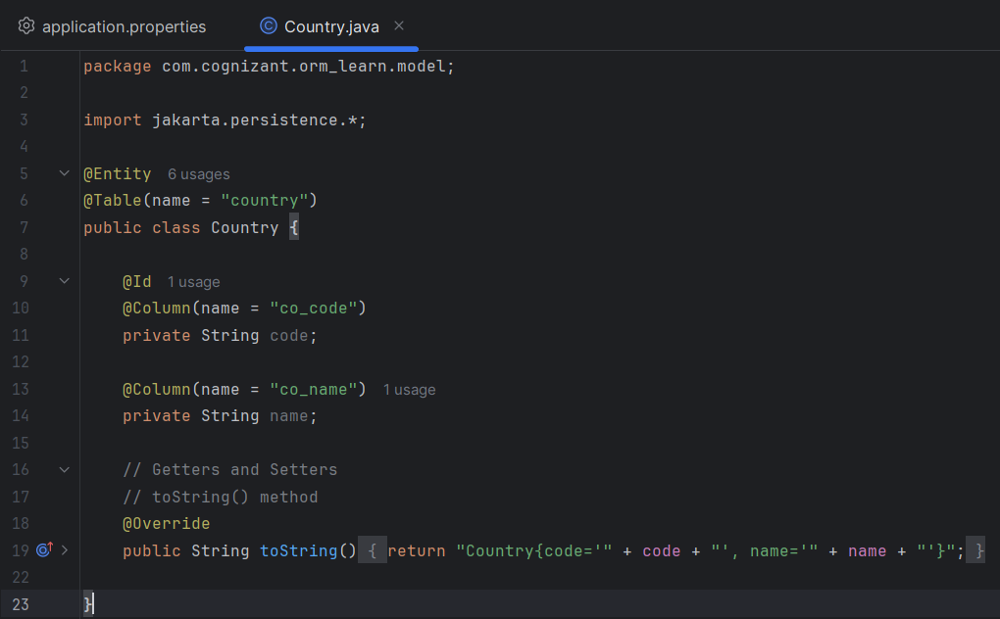 application.properties
Country.java
1 package com.cognizant.orm_learn.model;
2
3 import jakarta.persistence.*;
4
5 @Entity 6 usages
6 @Table(name = "country")
7 public class Country {
8
9 @Id 1 usage
10 @Column(name = "co_code")
11 private String code;
12
13 @Column(name = "co_name") 1 usage
14 private String name;
15
16 // Getters and Setters
17 // toString() method
18 @Override
19 public String toString() { return "Country{code='" + code + "', name='" + name + "'}"; }
22
23 }